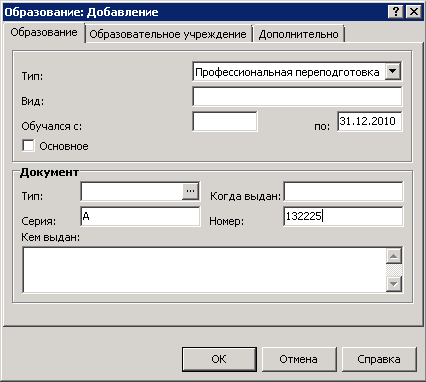 Образование: Добавление
Образование Образовательное учреждение Дополнительно
Тип: Профессиональная переподготовка
Вид:
Обучался с: по: 31.12.2010
Основное
Документ
Тип: ... Когда выдан:
Серия: А Номер: 132225
Кем выдан:
OK Отмена Справка